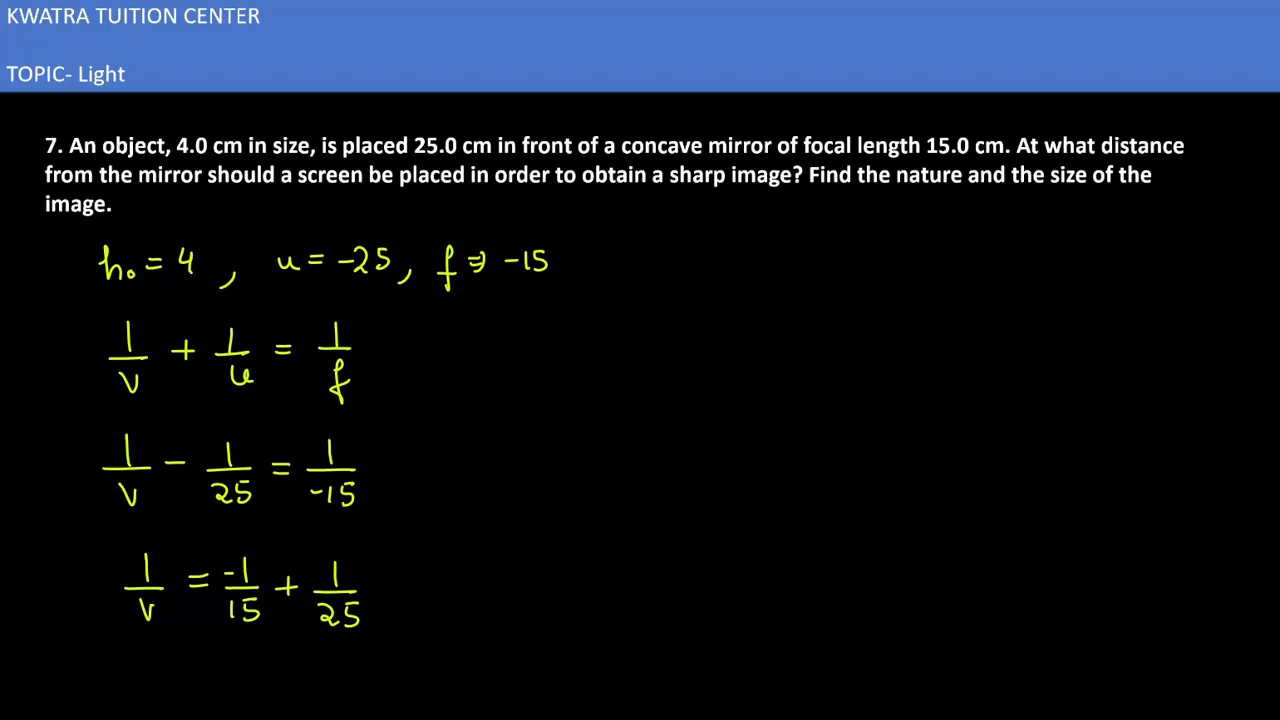 KWATRA TUITION CENTER
TOPIC- Light
7. An object, 4.0 cm in size, is placed 25.0 cm in front of a concave mirror of focal length 15.0 cm. At what distance
from the mirror should a screen be placed in order to obtain a sharp image? Find the nature and the size of the
image.
h₀ = 4 , u = -25, f ⇒ -15
1/v + 1/u = 1/f
1/v - 1/25 = 1/-15
1/v = -1/15 + 1/25